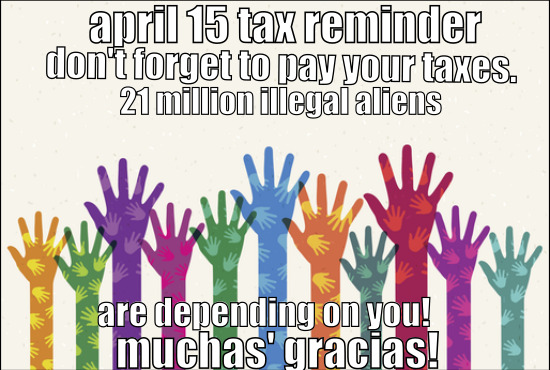 april 15 tax reminder
don't forget to pay your taxes.
21 million illegal aliens
are depending on you!
muchas' gracias!